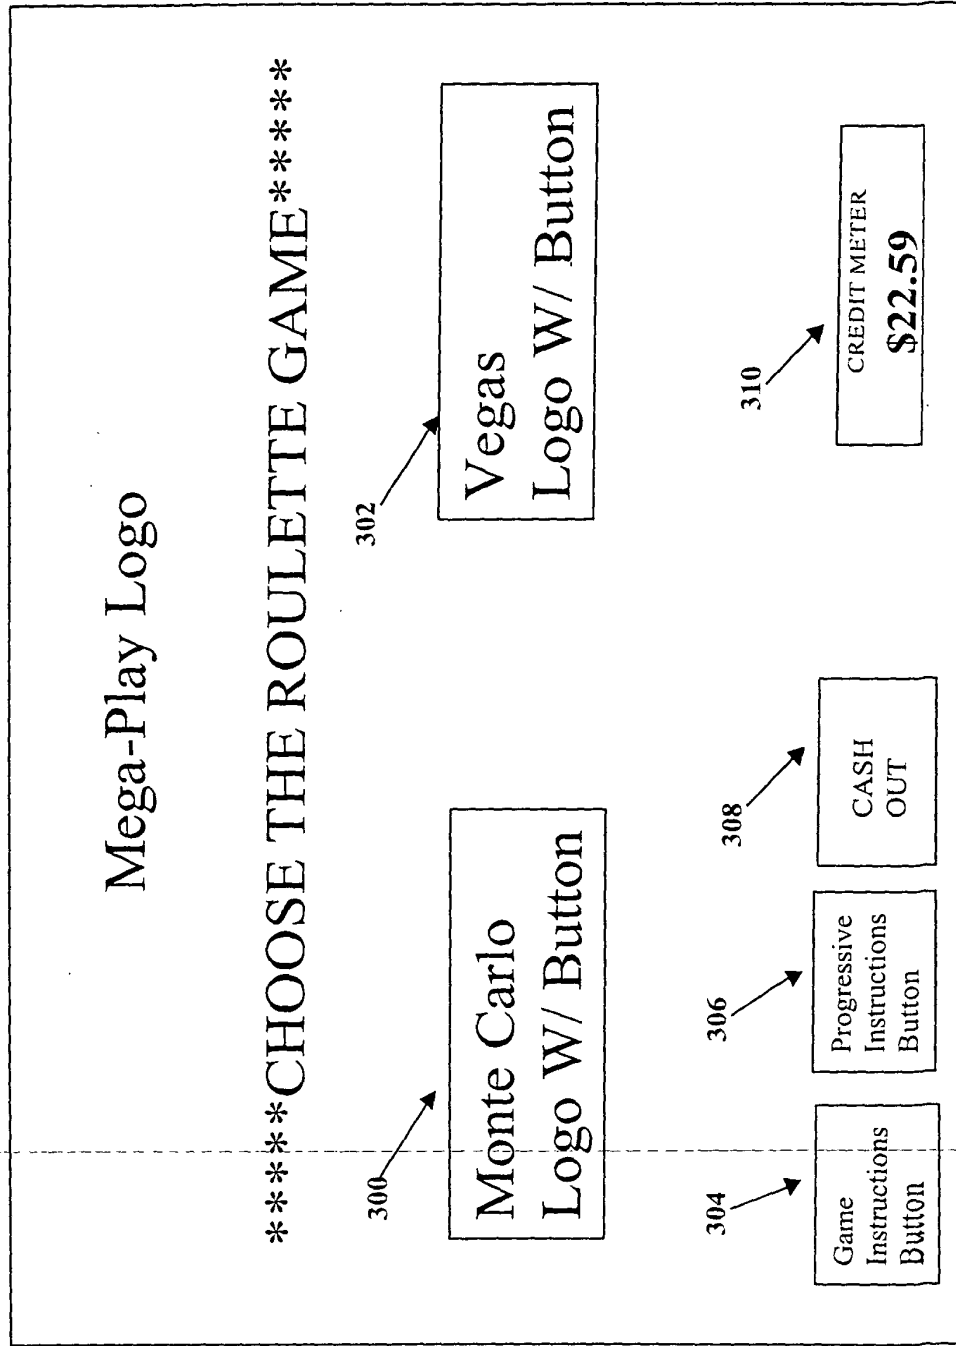 Mega-Play Logo
*****CHOOSE THE ROULETTE GAME*****
300
Monte Carlo
Logo W/ Button
302
Vegas
Logo W/ Button
304
Game
Instructions
Button
306
Progressive
Instructions
Button
308
CASH
OUT
310
CREDIT METER
$22.59